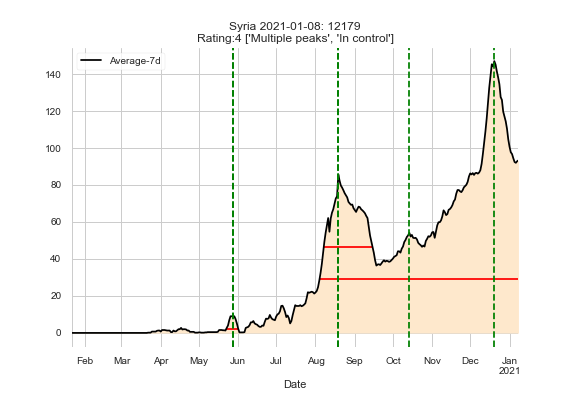 Syria 2021-01-08: 12179
Rating:4 ['Multiple peaks', 'In control']
Average-7d
140
120
100
80
60
40
20
0
Feb Mar Apr May Jun Jul Aug Sep Oct Nov Dec Jan
2021
Date